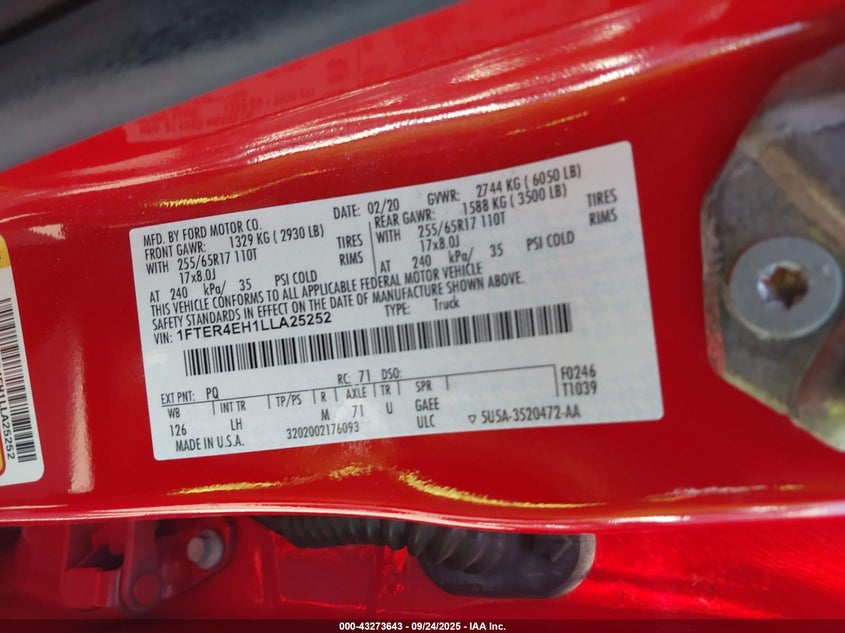 MFD. BY FORD MOTOR CO.
DATE: 02/20 GVWR: 2744 KG ( 6050 LB)
FRONT GAWR: 1329 KG ( 2930 LB) REAR GAWR: 1588 KG ( 3500 LB)
WITH 255/65R17 110T TIRES WITH 255/65R17 110T TIRES
17x8.0J RIMS 17x8.0J RIMS
AT 240 kPa/ 35 PSI COLD AT 240 kPa/ 35 PSI COLD
THIS VEHICLE CONFORMS TO ALL APPLICABLE FEDERAL MOTOR VEHICLE
SAFETY STANDARDS IN EFFECT ON THE DATE OF MANUFACTURE SHOWN ABOVE.
VIN: 1FTER4EH1LLA25252 TYPE: Truck
EXT PNT: PQ RC: 71 DSO: F0246
WB INT TR TP/PS R AXLE TR SPR T1039
126 LH M 71 U GAEE
MADE IN U.S.A. 3202002176093 ULC 5U5A-3520472-AA
1LLA25252
000-43273643 - 09/24/2025 - IAA Inc.